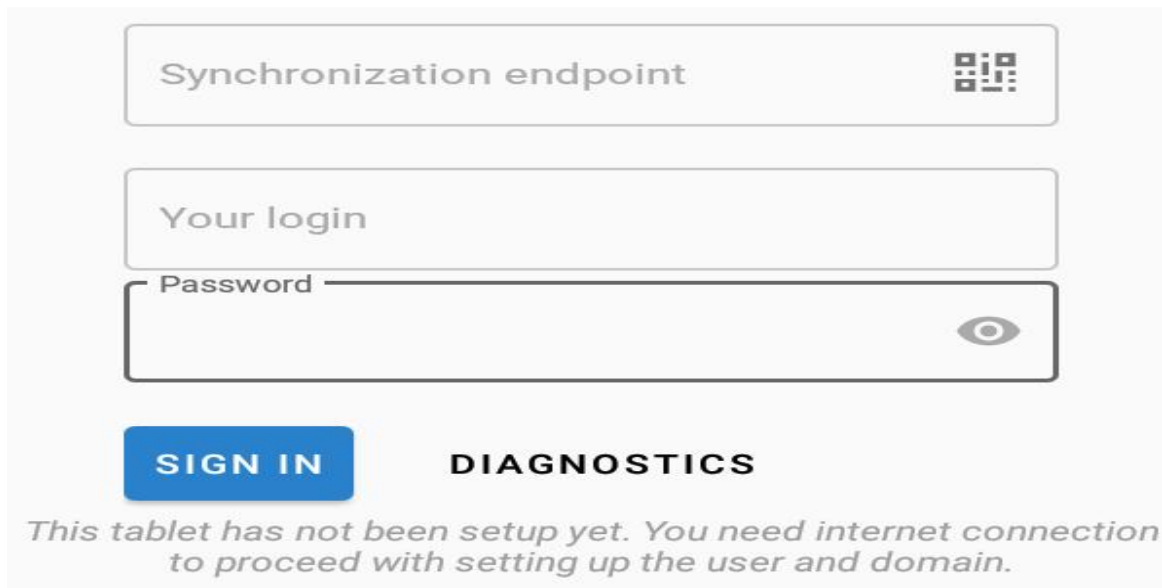 Synchronization endpoint
Your login
Password
SIGN IN DIAGNOSTICS
This tablet has not been setup yet. You need internet connection
to proceed with setting up the user and domain.